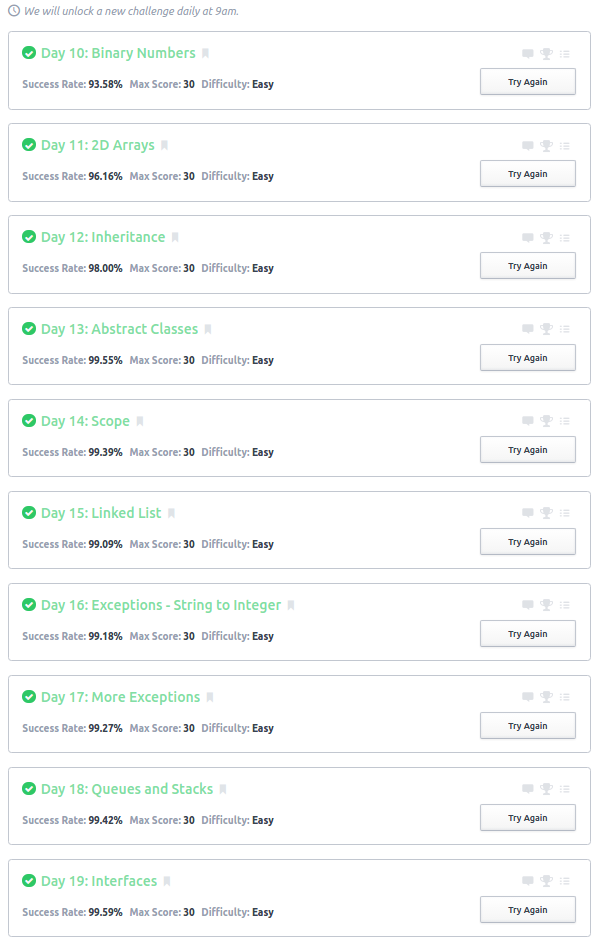 We will unlock a new challenge daily at 9am.
Day 10: Binary Numbers
Success Rate: 93.58% Max Score: 30 Difficulty: Easy
Try Again
Day 11: 2D Arrays
Success Rate: 96.16% Max Score: 30 Difficulty: Easy
Try Again
Day 12: Inheritance
Success Rate: 98.00% Max Score: 30 Difficulty: Easy
Try Again
Day 13: Abstract Classes
Success Rate: 99.55% Max Score: 30 Difficulty: Easy
Try Again
Day 14: Scope
Success Rate: 99.39% Max Score: 30 Difficulty: Easy
Try Again
Day 15: Linked List
Success Rate: 99.09% Max Score: 30 Difficulty: Easy
Try Again
Day 16: Exceptions - String to Integer
Success Rate: 99.18% Max Score: 30 Difficulty: Easy
Try Again
Day 17: More Exceptions
Success Rate: 99.27% Max Score: 30 Difficulty: Easy
Try Again
Day 18: Queues and Stacks
Success Rate: 99.42% Max Score: 30 Difficulty: Easy
Try Again
Day 19: Interfaces
Success Rate: 99.59% Max Score: 30 Difficulty: Easy
Try Again